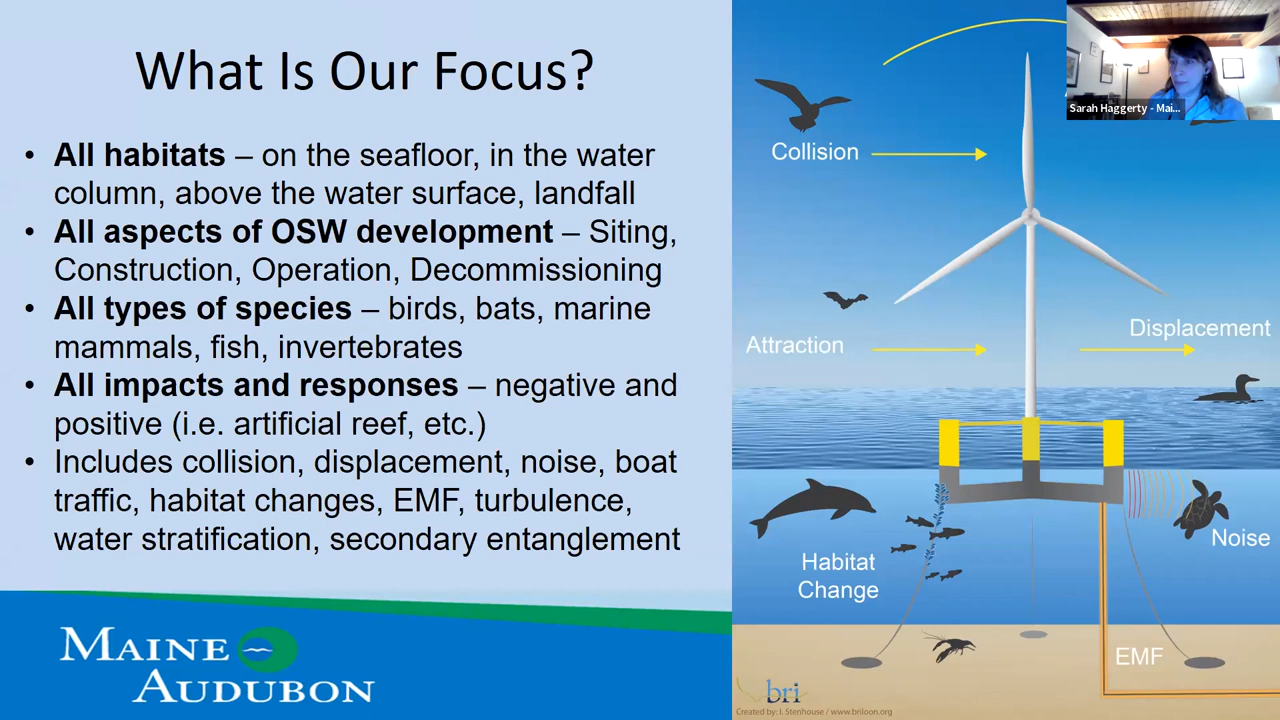 What Is Our Focus?
• All habitats – on the seafloor, in the water
column, above the water surface, landfall
• All aspects of OSW development – Siting,
Construction, Operation, Decommissioning
• All types of species – birds, bats, marine
mammals, fish, invertebrates
• All impacts and responses – negative and
positive (i.e. artificial reef, etc.)
• Includes collision, displacement, noise, boat
traffic, habitat changes, EMF, turbulence,
water stratification, secondary entanglement
MAINE
AUDUBON
Sarah Haggerty - Mai...
Collision
Attraction
Displacement
Habitat
Change
Noise
EMF
bri
Created by: I. Stenhouse / www.briloon.org